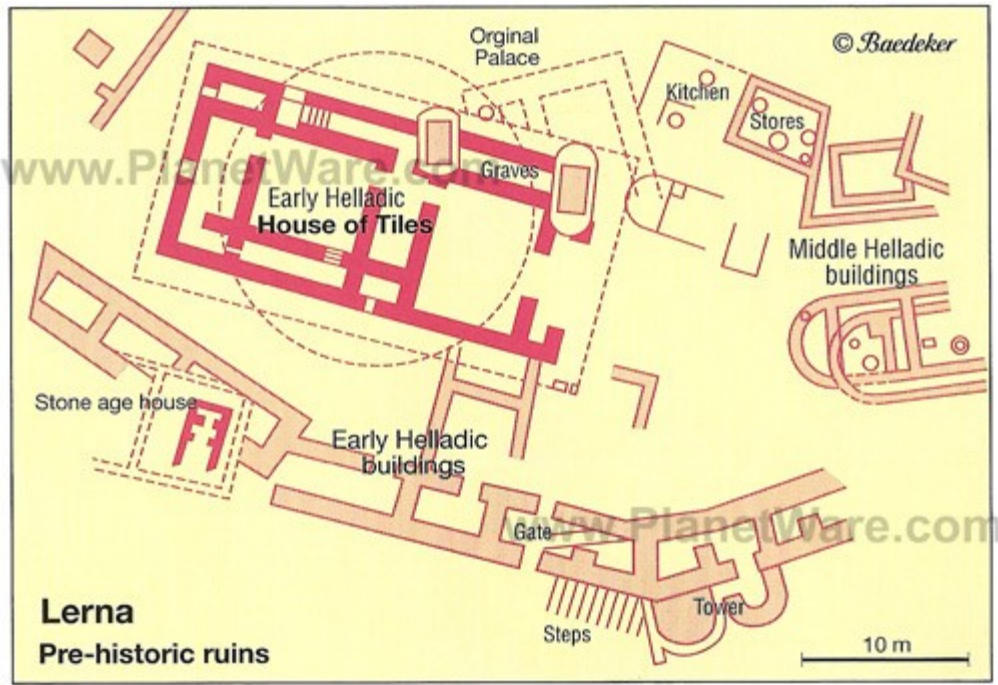 Orginal
Palace
© Baedeker
Kitchen
Stores
www.PlanetWare.com
Graves
Early Helladic
House of Tiles
Middle Helladic
buildings
Stone age house
Early Helladic
buildings
www.PlanetWare.com
Gate
Tower
Steps
Lerna
Pre-historic ruins
10 m